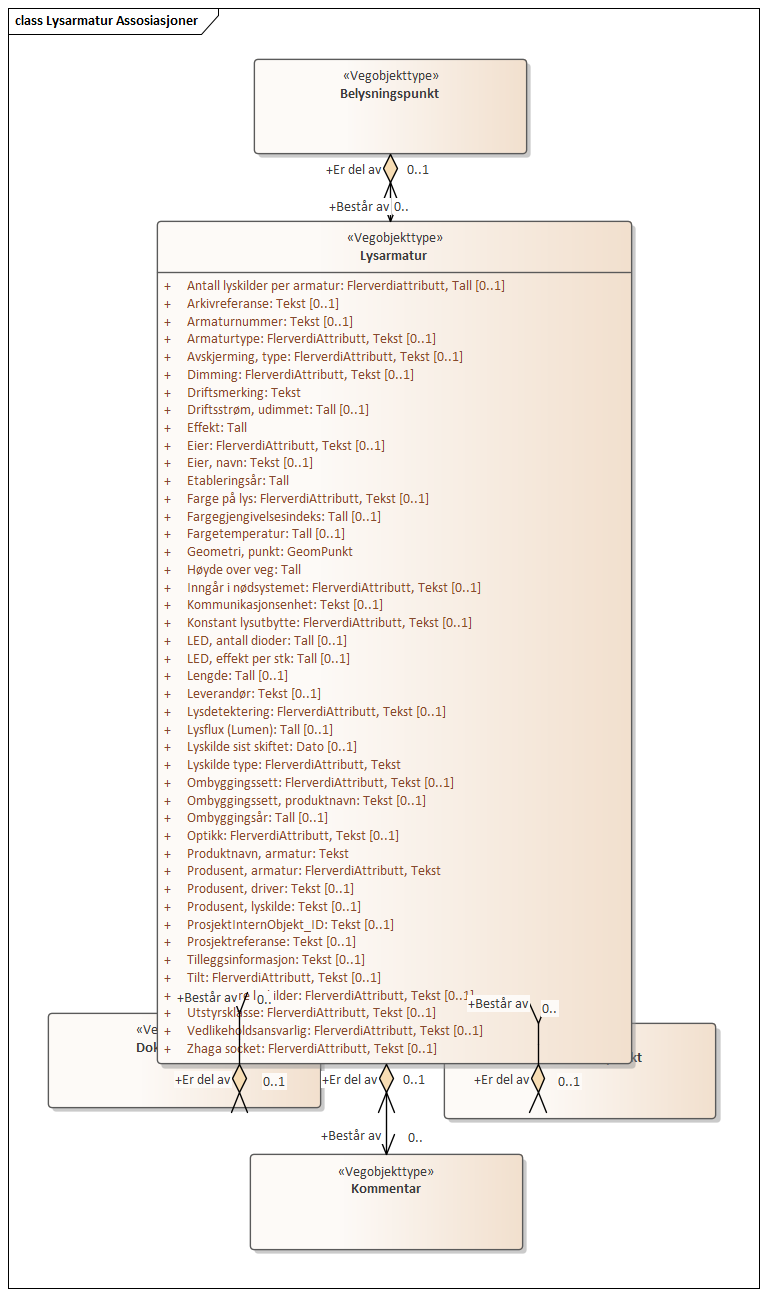 class Lysarmatur Assosiasjoner
«Vegobjekttype»
Belysningspunkt
+Er del av 0..1
+Består av 0..
«Vegobjekttype»
Lysarmatur
+ Antall lyskilder per armatur: Flerverdiattributt, Tall [0..1]
+ Arkivreferanse: Tekst [0..1]
+ Armaturnummer: Tekst [0..1]
+ Armaturtype: FlerverdiAttributt, Tekst [0..1]
+ Avskjerming, type: FlerverdiAttributt, Tekst [0..1]
+ Dimming: FlerverdiAttributt, Tekst [0..1]
+ Driftsmerking: Tekst
+ Driftsstrøm, udimmet: Tall [0..1]
+ Effekt: Tall
+ Eier: FlerverdiAttributt, Tekst [0..1]
+ Eier, navn: Tekst [0..1]
+ Etableringsår: Tall
+ Farge på lys: FlerverdiAttributt, Tekst [0..1]
+ Fargegjengivelsesindeks: Tall [0..1]
+ Fargetemperatur: Tall [0..1]
+ Geometri, punkt: GeomPunkt
+ Høyde over veg: Tall
+ Inngår i nødsystemet: FlerverdiAttributt, Tekst [0..1]
+ Kommunikasjonsenhet: Tekst [0..1]
+ Konstant lysutbytte: FlerverdiAttributt, Tekst [0..1]
+ LED, antall dioder: Tall [0..1]
+ LED, effekt per stk: Tall [0..1]
+ Lengde: Tall [0..1]
+ Leverandør: Tekst [0..1]
+ Lysdetektering: FlerverdiAttributt, Tekst [0..1]
+ Lysflux (Lumen): Tall [0..1]
+ Lyskilde sist skiftet: Dato [0..1]
+ Lyskilde type: FlerverdiAttributt, Tekst
+ Ombyggingssett: FlerverdiAttributt, Tekst [0..1]
+ Ombyggingssett, produktnavn: Tekst [0..1]
+ Ombyggingsår: Tall [0..1]
+ Optikk: FlerverdiAttributt, Tekst [0..1]
+ Produktnavn, armatur: Tekst
+ Produsent, armatur: FlerverdiAttributt, Tekst
+ Produsent, driver: Tekst [0..1]
+ Produsent, lyskilde: Tekst [0..1]
+ ProsjektInternObjekt_ID: Tekst [0..1]
+ Prosjektreferanse: Tekst [0..1]
+ Tilleggsinformasjon: Tekst [0..1]
+ Tilt: FlerverdiAttributt, Tekst [0..1]
+ FlerverdiAttributt, Tekst [0..1]
+Består av 0..
+Består av 0..
+ Utstyrsklasse: FlerverdiAttributt, Tekst [0..1]
+ Vedlikeholdsansvarlig: FlerverdiAttributt, Tekst [0..1]
+ Zhaga socket: FlerverdiAttributt, Tekst [0..1]
+Er del av 0..1
+Er del av 0..1
+Er del av 0..1
+Består av 0..
«Vegobjekttype»
Kommentar